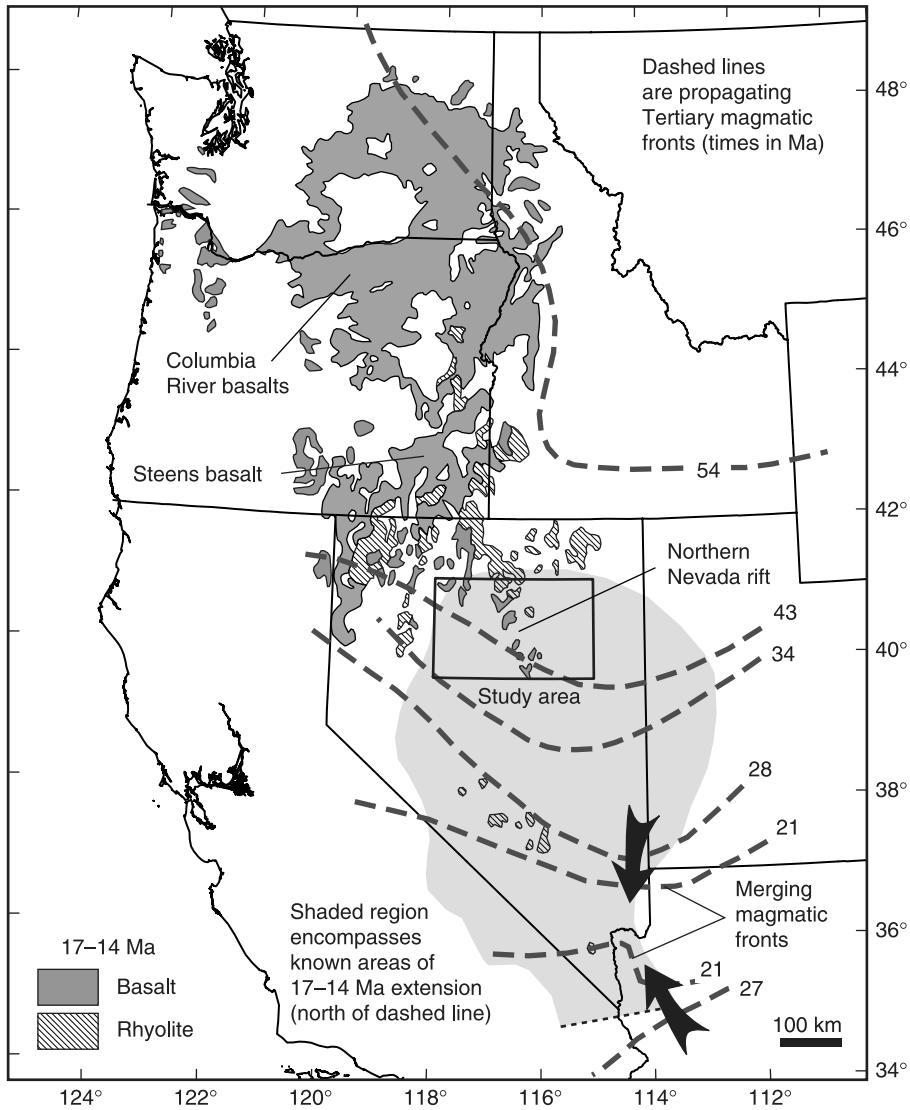 Dashed lines
are propagating
Tertiary magmatic
fronts (times in Ma)
48°
46°
Columbia
River basalts
44°
Steens basalt
54
42°
Northern
Nevada rift
43
34
40°
Study area
28
38°
21
Merging
magmatic
fronts
Shaded region
encompasses
known areas of
17–14 Ma extension
(north of dashed line)
36°
17–14 Ma
Basalt
Rhyolite
21
27
100 km
34°
124° 122° 120° 118° 116° 114° 112°